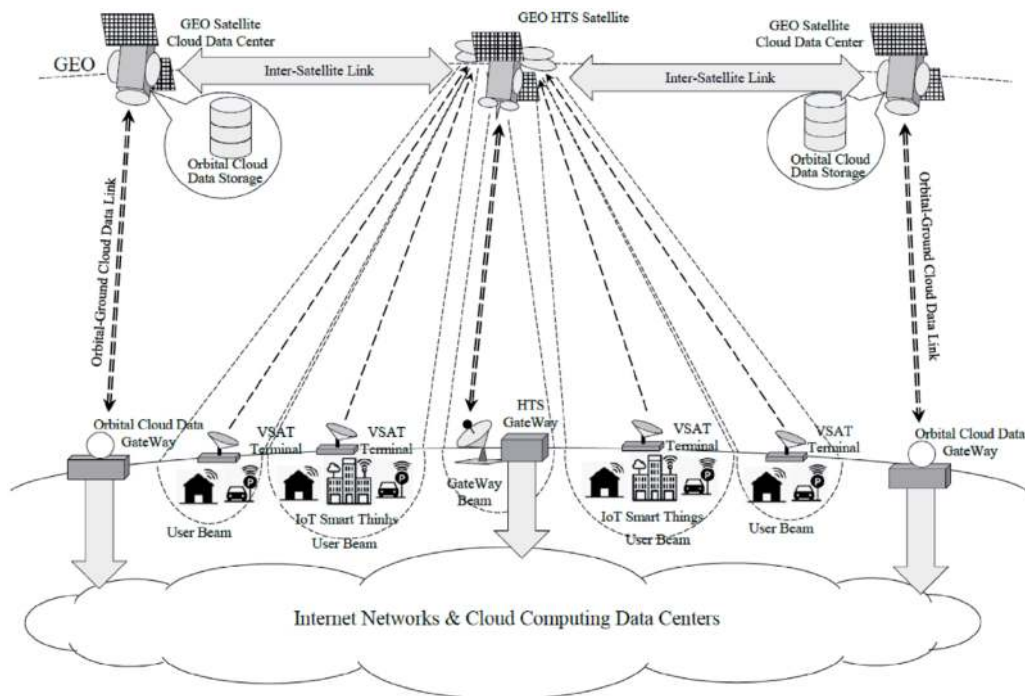 GEO Satellite
Cloud Data Center
GEO HTS Satellite
GEO Satellite
Cloud Data Center
GEO
Inter-Satellite Link
Inter-Satellite Link
Orbital Cloud
Data Storage
Orbital Cloud
Data Storage
Orbital-Ground Cloud Data Link
Orbital-Ground Cloud Data Link
Orbital Cloud Data
GateWay
VSAT
Terminal
VSAT
Terminal
HTS
GateWay
VSAT
Terminal
VSAT
Terminal
Orbital Cloud Data
GateWay
P
P
GateWay
Beam
P
P
User Beam
IoT Smart Thinhs
User Beam
IoT Smart Things
User Beam
User Beam
Internet Networks & Cloud Computing Data Centers